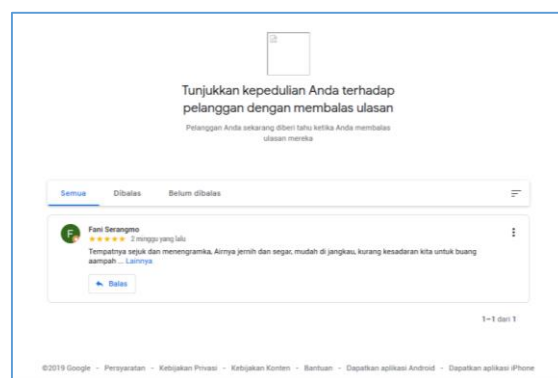 Tunjukkan kepedulian Anda terhadap
pelanggan dengan membalas ulasan
Pelanggan Anda sekarang diberi tahu ketika Anda membalas
ulasan mereka
Semua Dibalas Belum dibalas
F
Fani Serangmo
2 minggu yang lalu
Tempatnya sejuk dan menengramka, Airnya jernih dan segar, mudah di jangkau, kurang kesadaran kita untuk buang
aampah ... Lainnya
Balas
1–1 dari 1
©2019 Google - Persyaratan - Kebijakan Privasi - Kebijakan Konten - Bantuan - Dapatkan aplikasi Android - Dapatkan aplikasi iPhone